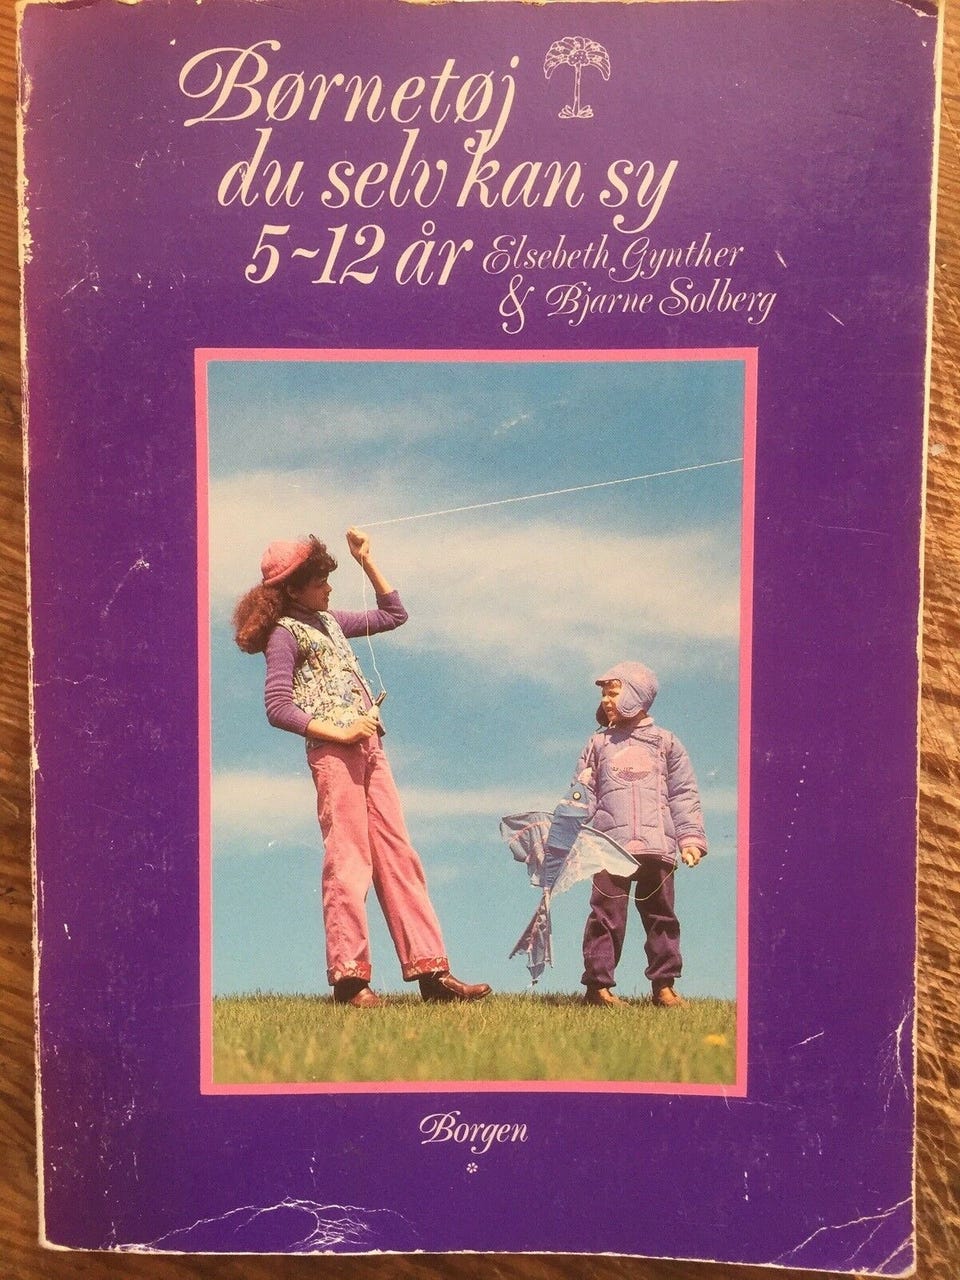 Børnetøj
du selv kan sy
5~12 år Elsebeth Gynther
& Bjarne Solberg
Borgen